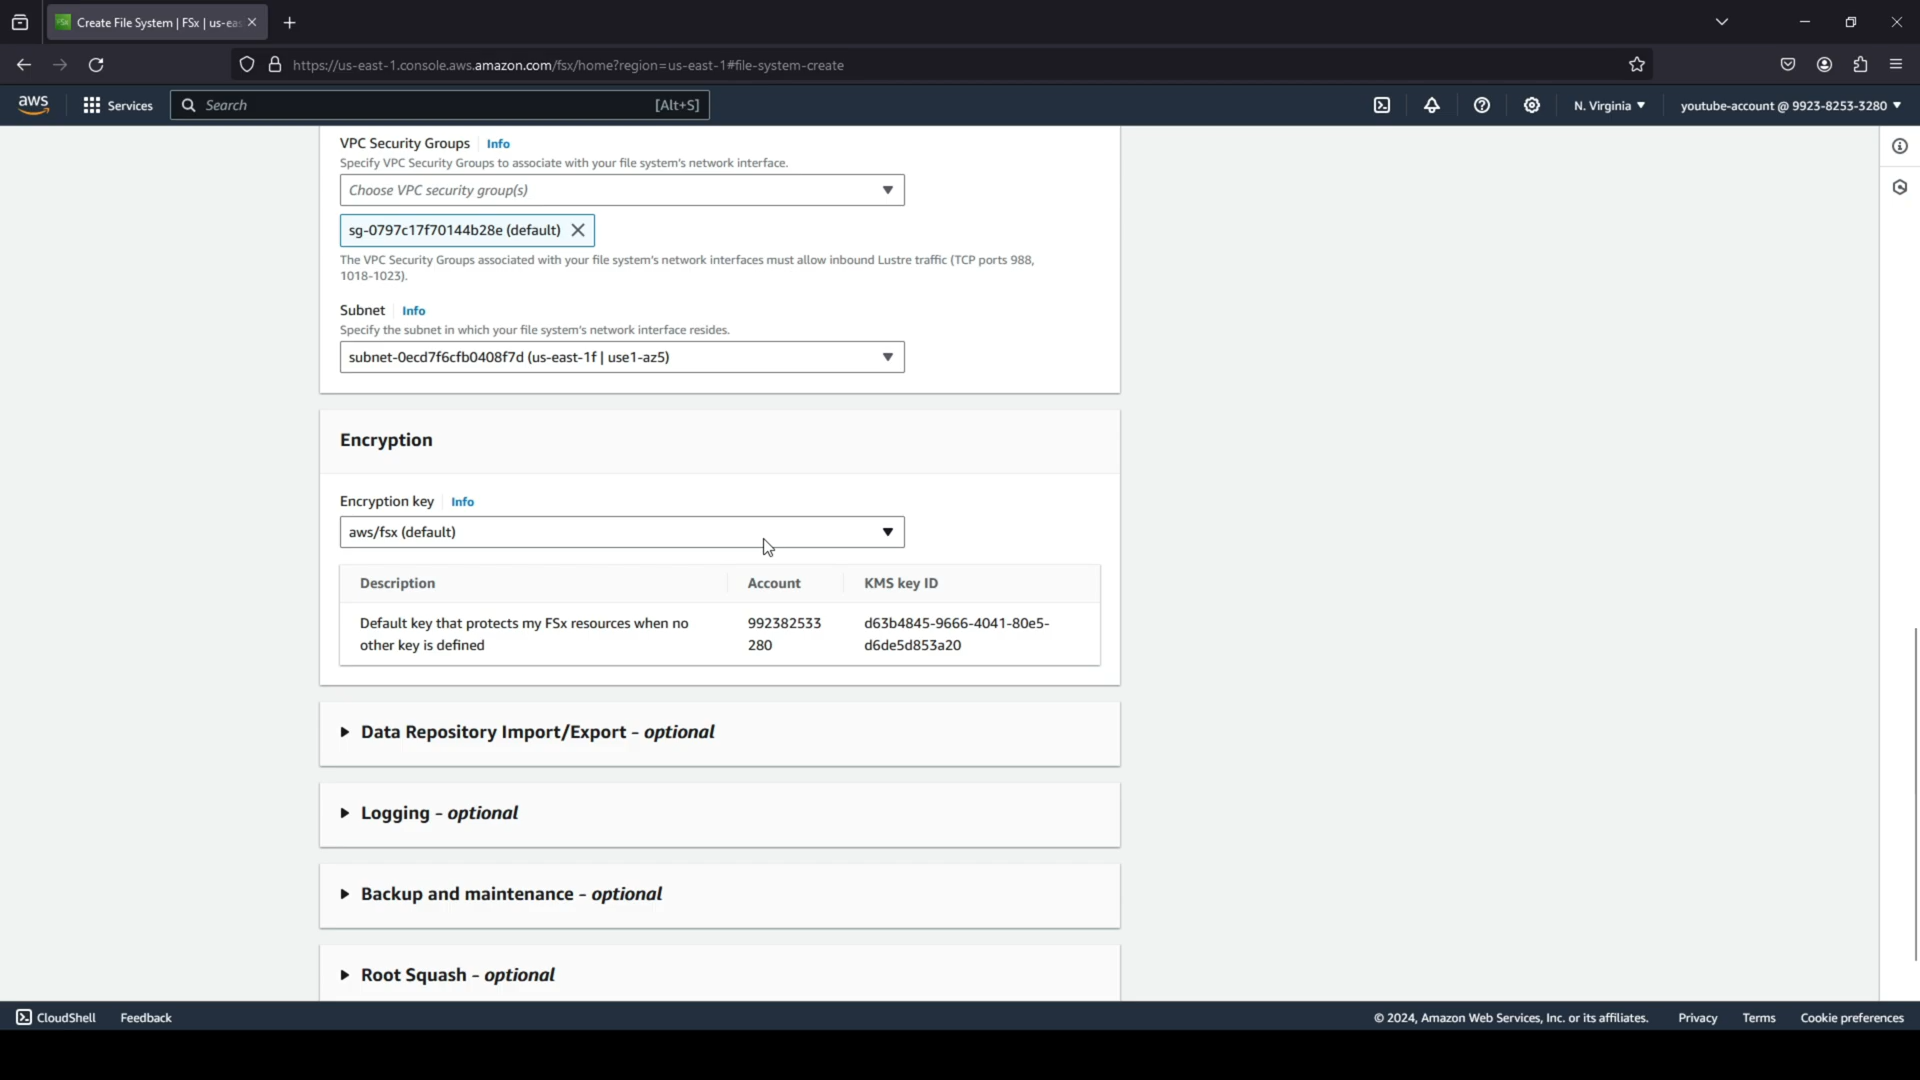 Create File System | FSx | us-eas
https://us-east-1.console.aws.amazon.com/fsx/home?region=us-east-1#file-system-create
aws
Services
Search
[Alt+S]
N. Virginia
youtube-account @ 9923-8253-3280
VPC Security Groups Info
Specify VPC Security Groups to associate with your file system's network interface.
Choose VPC security group(s)
sg-0797c17f70144b28e (default)
The VPC Security Groups associated with your file system's network interfaces must allow inbound Lustre traffic (TCP ports 988,
1018-1023).
Subnet Info
Specify the subnet in which your file system's network interface resides.
subnet-0ecd7f6cfb0408f7d (us-east-1f | use1-az5)
Encryption
Encryption key Info
aws/fsx (default)
Description Account KMS key ID
Default key that protects my FSx resources when no 992382533 d63b4845-9666-4041-80e5-
other key is defined 280 d6de5d853a20
Data Repository Import/Export - optional
Logging - optional
Backup and maintenance - optional
Root Squash - optional
CloudShell Feedback © 2024, Amazon Web Services, Inc. or its affiliates. Privacy Terms Cookie preferences